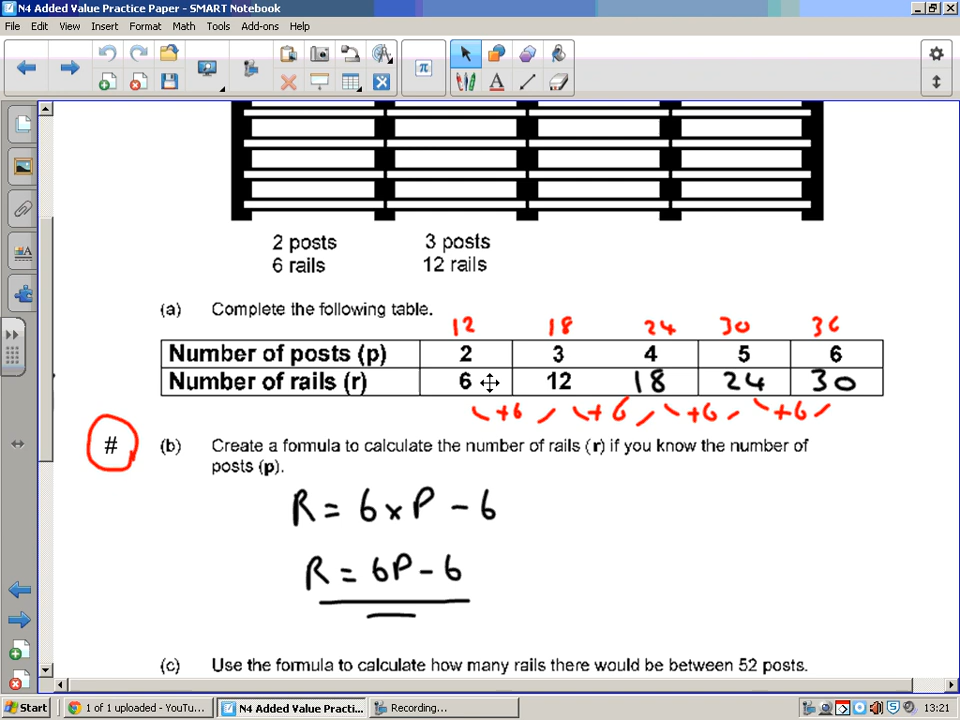 N4 Added Value Practice Paper - SMART Notebook
File Edit View Insert Format Math Tools Add-ons Help
π
A
2 posts 3 posts
6 rails 12 rails
(a) Complete the following table.
12 18 24 30 36
Number of posts (p) 2 3 4 5 6
Number of rails (r) 6 12 18 24 30
+6 +6 +6 +6
# (b) Create a formula to calculate the number of rails (r) if you know the number of
posts (p).
R = 6 x P - 6
R = 6P - 6
(c) Use the formula to calculate how many rails there would be between 52 posts.
Start 1 of 1 uploaded - YouTu... N4 Added Value Practi... Recording... 13:21